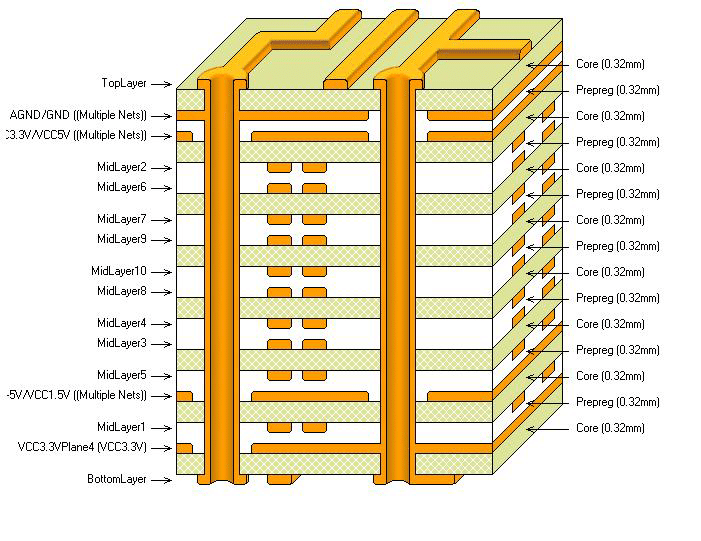 TopLayer
AGND/GND ((Multiple Nets))
C3.3V/VCC5V ((Multiple Nets))
MidLayer2
MidLayer6
MidLayer7
MidLayer9
MidLayer10
MidLayer8
MidLayer4
MidLayer3
MidLayer5
-5V/VCC1.5V ((Multiple Nets))
MidLayer1
VCC3.3VPlane4 (VCC3.3V)
BottomLayer
Core (0.32mm)
Prepreg (0.32mm)
Core (0.32mm)
Prepreg (0.32mm)
Core (0.32mm)
Prepreg (0.32mm)
Core (0.32mm)
Prepreg (0.32mm)
Core (0.32mm)
Prepreg (0.32mm)
Core (0.32mm)
Prepreg (0.32mm)
Core (0.32mm)
Prepreg (0.32mm)
Core (0.32mm)